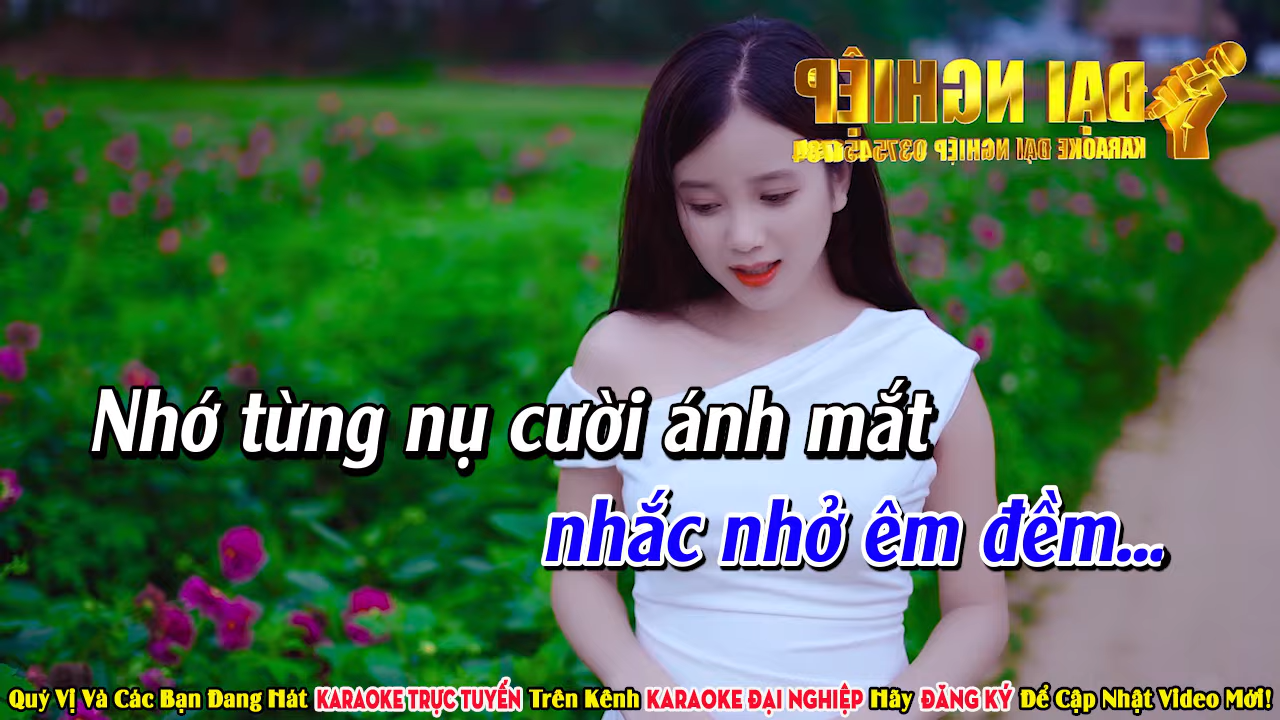 ĐẠI NGHIỆP
KARAOKE ĐẠI NGHIỆP
Nhớ từng nụ cười ánh mắt
nhắc nhở êm đềm...
Quý Vị Và Các Bạn Đang Hát KARAOKE TRỰC TUYẾN Trên Kênh KARAOKE ĐẠI NGHIỆP Hãy ĐĂNG KÝ Để Cập Nhật Video Mới!